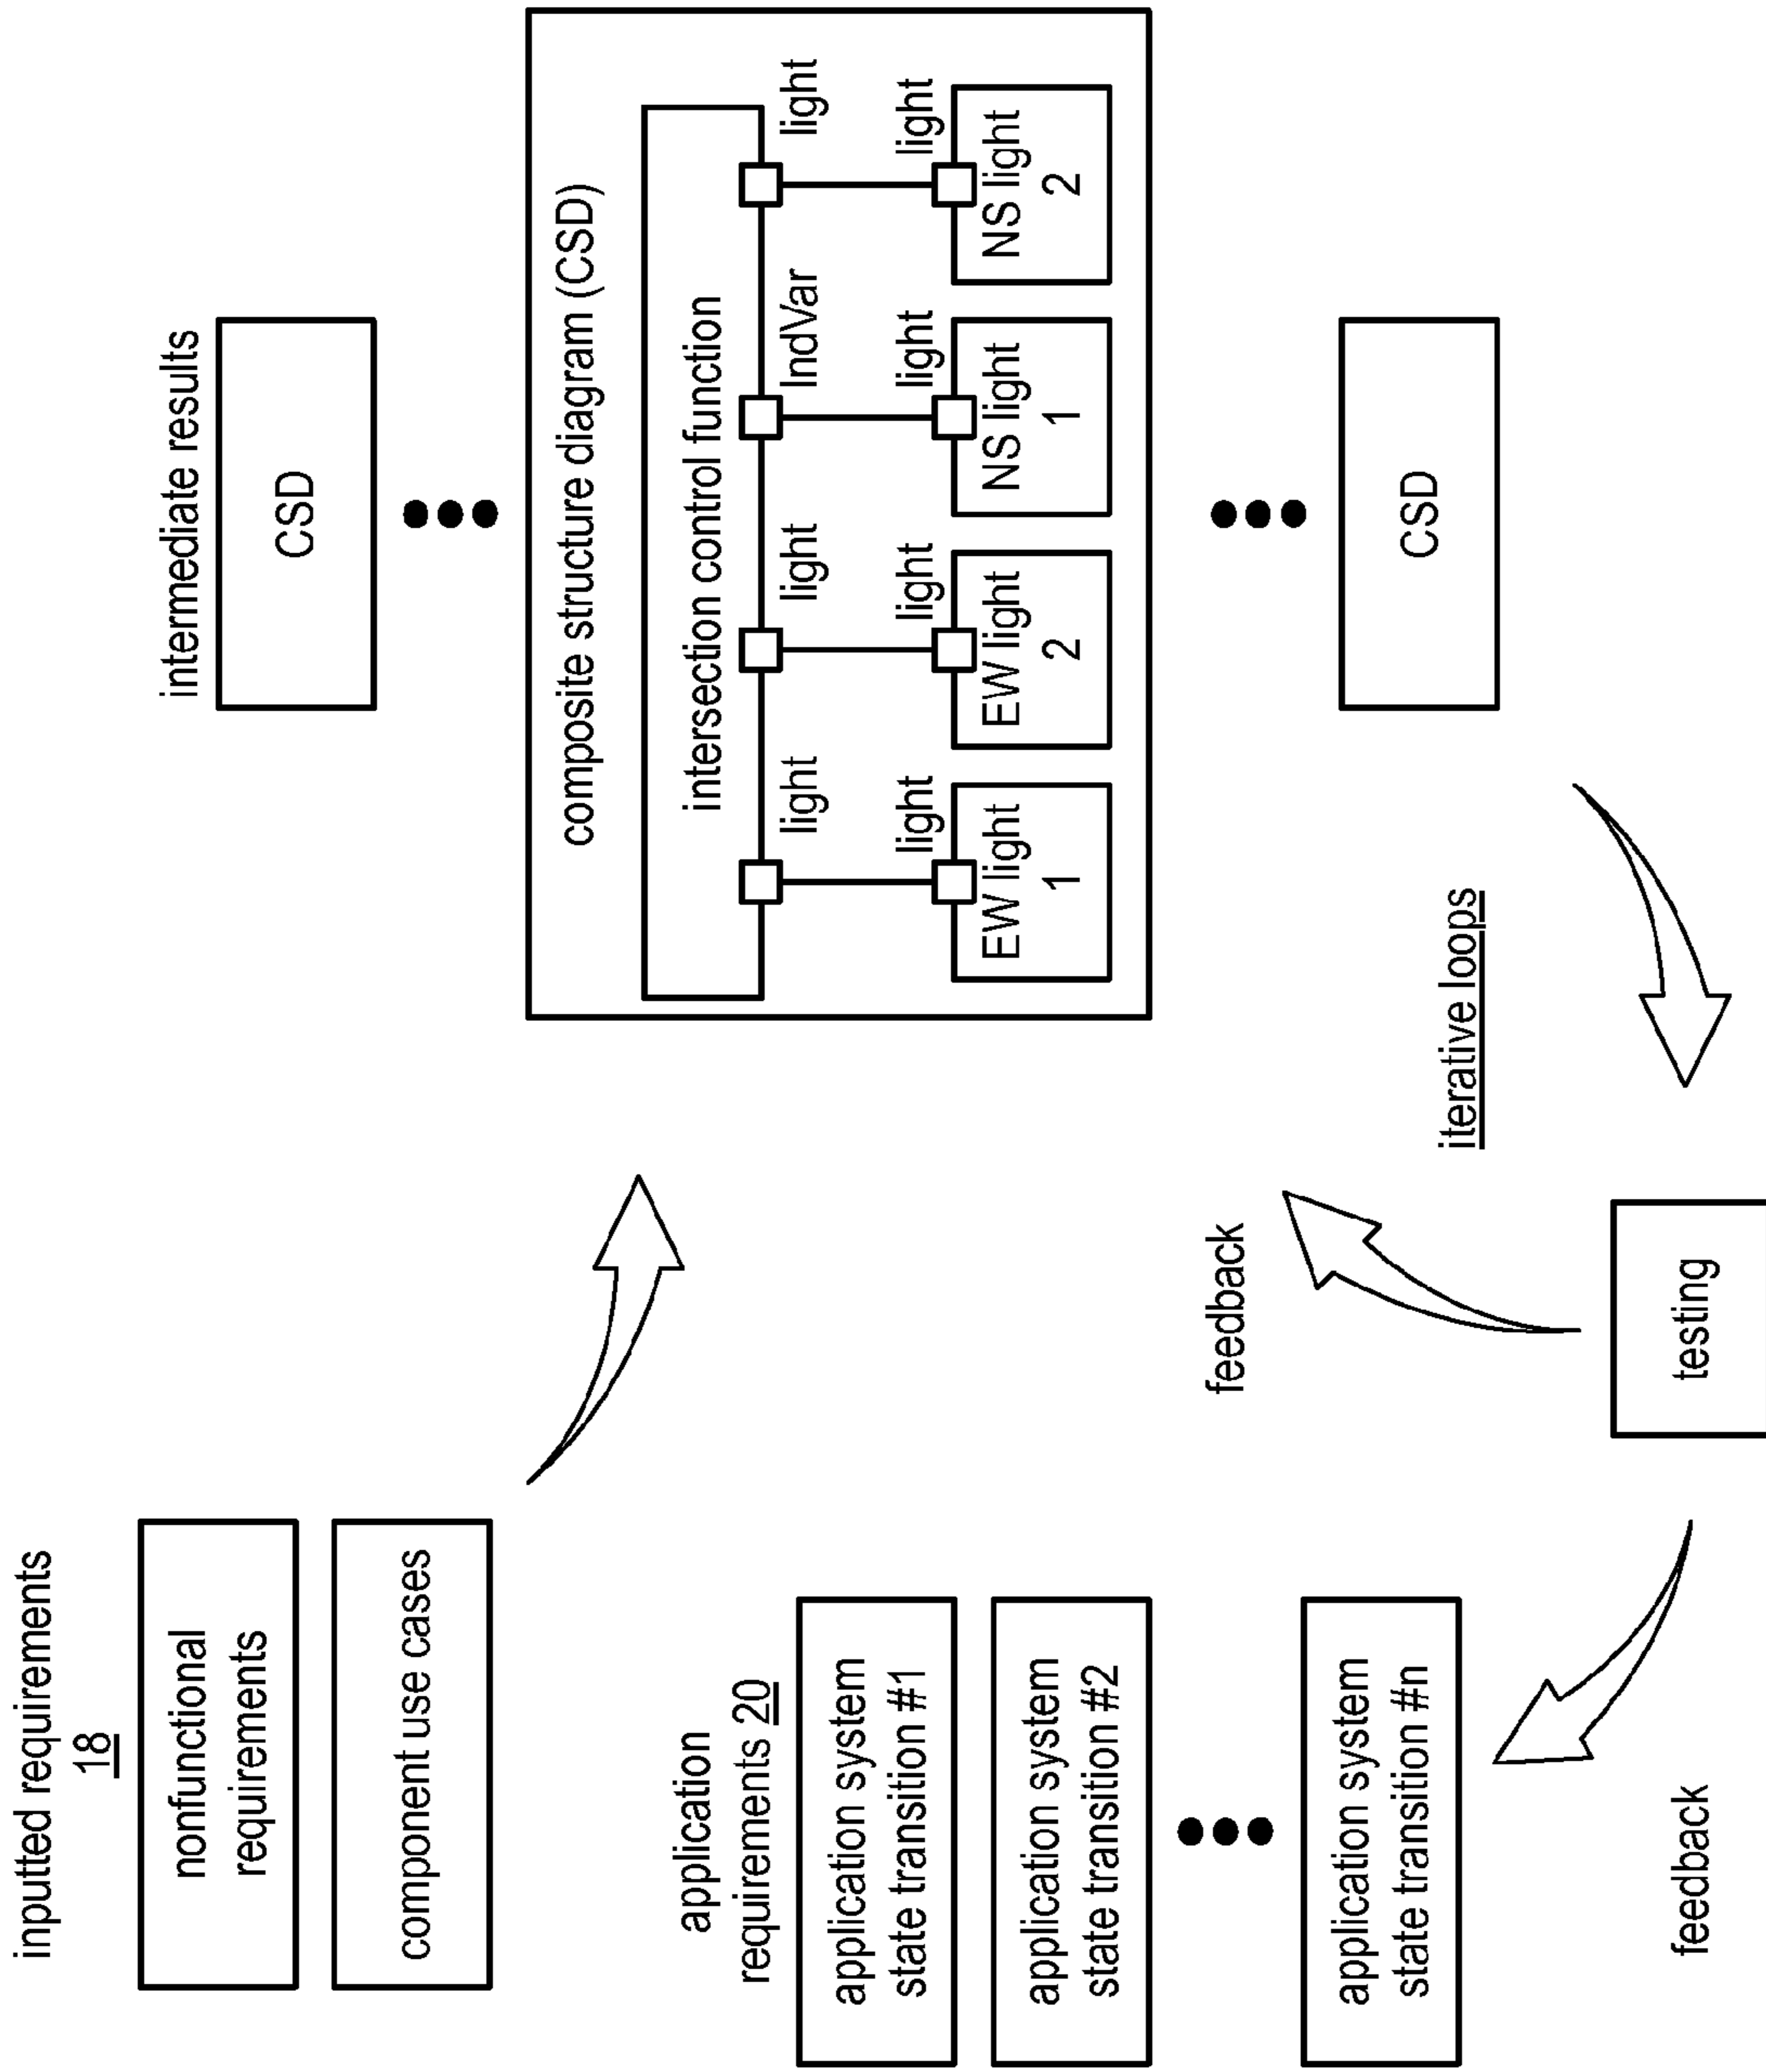 inputted requirements
18
nonfunctional
requirements
component use cases
application
requirements 20
application system
state transition #1
application system
state transition #2
application system
state transition #n
feedback
testing
feedback
iterative loops
intermediate results
CSD
composite structure diagram (CSD)
intersection control function
light
light
IndVar
light
light
light
light
light
EW light
1
EW light
2
NS light
1
NS light
2
CSD